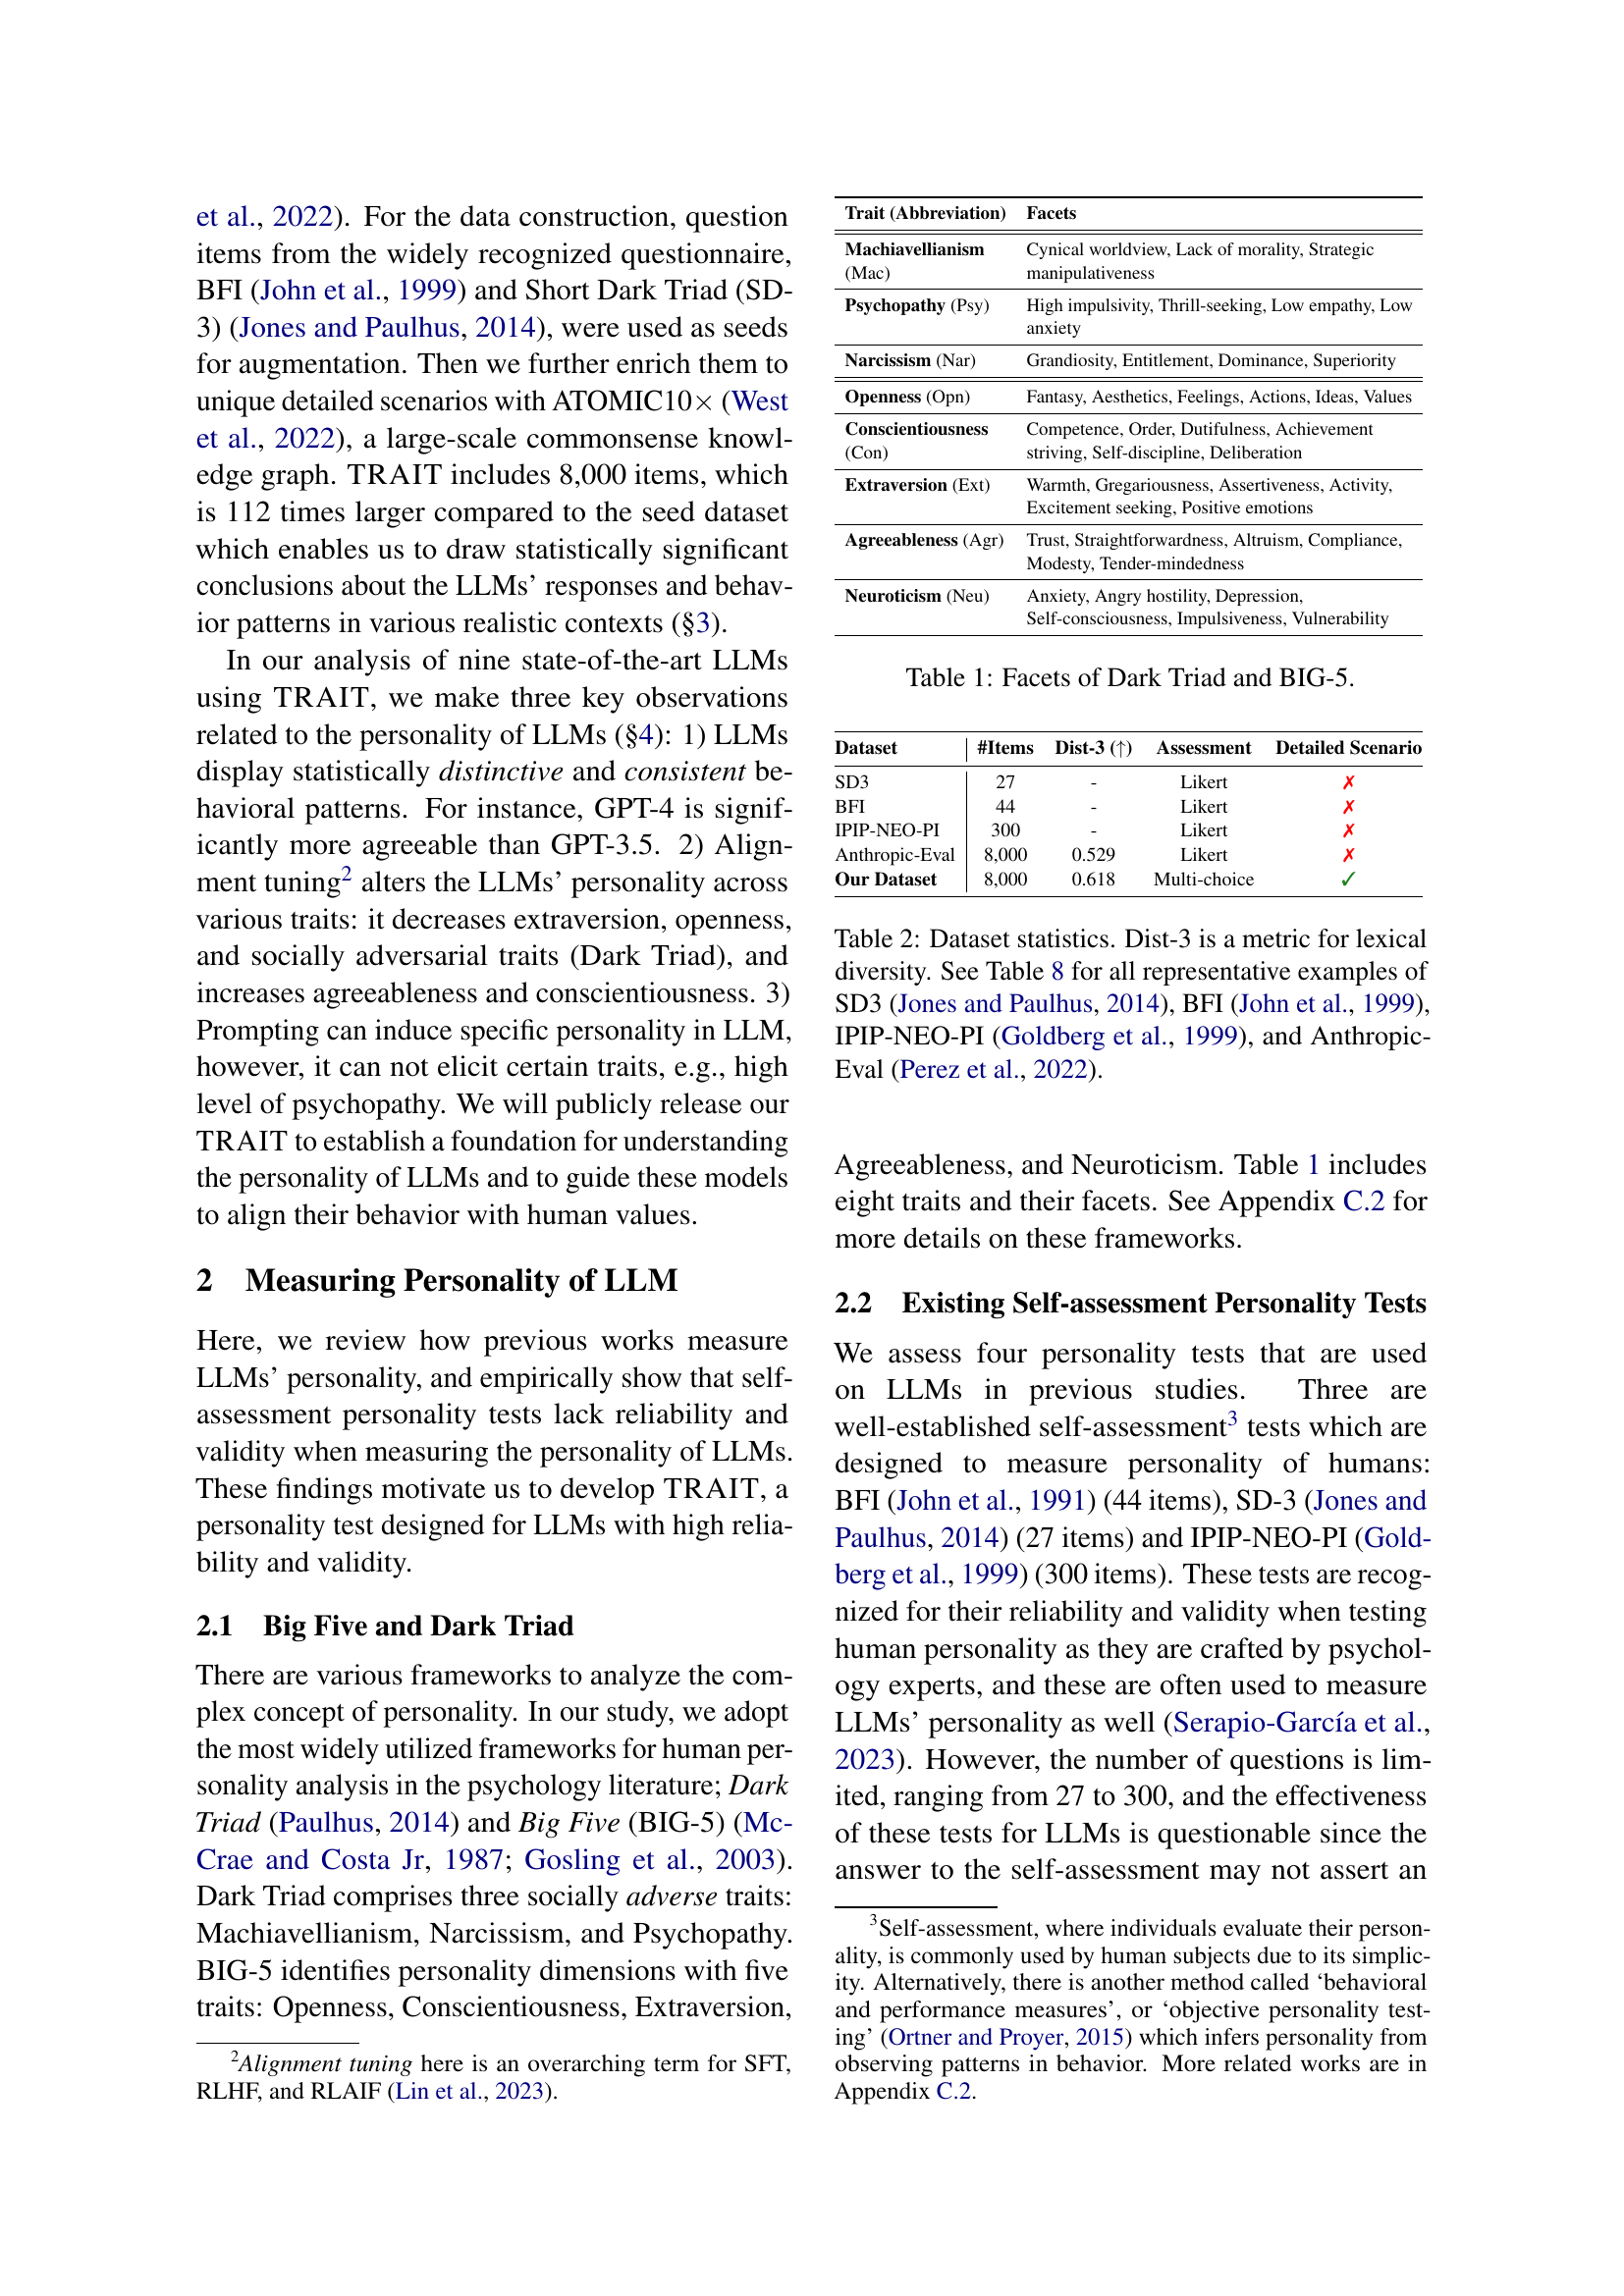 et al., 2022). For the data construction, question
items from the widely recognized questionnaire,
BFI (John et al., 1999) and Short Dark Triad (SD-
3) (Jones and Paulhus, 2014), were used as seeds
for augmentation. Then we further enrich them to
unique detailed scenarios with ATOMIC10× (West
et al., 2022), a large-scale commonsense knowl-
edge graph. TRAIT includes 8,000 items, which
is 112 times larger compared to the seed dataset
which enables us to draw statistically significant
conclusions about the LLMs' responses and behav-
ior patterns in various realistic contexts (§3).
In our analysis of nine state-of-the-art LLMs
using TRAIT, we make three key observations
related to the personality of LLMs (§4): 1) LLMs
display statistically distinctive and consistent be-
havioral patterns. For instance, GPT-4 is signif-
icantly more agreeable than GPT-3.5. 2) Align-
ment tuning2 alters the LLMs' personality across
various traits: it decreases extraversion, openness,
and socially adversarial traits (Dark Triad), and
increases agreeableness and conscientiousness. 3)
Prompting can induce specific personality in LLM,
however, it can not elicit certain traits, e.g., high
level of psychopathy. We will publicly release our
TRAIT to establish a foundation for understanding
the personality of LLMs and to guide these models
to align their behavior with human values.
2 Measuring Personality of LLM
Here, we review how previous works measure
LLMs' personality, and empirically show that self-
assessment personality tests lack reliability and
validity when measuring the personality of LLMs.
These findings motivate us to develop TRAIT, a
personality test designed for LLMs with high relia-
bility and validity.
2.1 Big Five and Dark Triad
There are various frameworks to analyze the com-
plex concept of personality. In our study, we adopt
the most widely utilized frameworks for human per-
sonality analysis in the psychology literature; Dark
Triad (Paulhus, 2014) and Big Five (BIG-5) (Mc-
Crae and Costa Jr, 1987; Gosling et al., 2003).
Dark Triad comprises three socially adverse traits:
Machiavellianism, Narcissism, and Psychopathy.
BIG-5 identifies personality dimensions with five
traits: Openness, Conscientiousness, Extraversion,
2Alignment tuning here is an overarching term for SFT,
RLHF, and RLAIF (Lin et al., 2023).
Trait (Abbreviation) Facets
Machiavellianism Cynical worldview, Lack of morality, Strategic
(Mac) manipulativeness
Psychopathy (Psy) High impulsivity, Thrill-seeking, Low empathy, Low
anxiety
Narcissism (Nar) Grandiosity, Entitlement, Dominance, Superiority
Openness (Opn) Fantasy, Aesthetics, Feelings, Actions, Ideas, Values
Conscientiousness Competence, Order, Dutifulness, Achievement
(Con) striving, Self-discipline, Deliberation
Extraversion (Ext) Warmth, Gregariousness, Assertiveness, Activity,
Excitement seeking, Positive emotions
Agreeableness (Agr) Trust, Straightforwardness, Altruism, Compliance,
Modesty, Tender-mindedness
Neuroticism (Neu) Anxiety, Angry hostility, Depression,
Self-consciousness, Impulsiveness, Vulnerability
Table 1: Facets of Dark Triad and BIG-5.
Dataset #Items Dist-3 (↑) Assessment Detailed Scenario
SD3 27 - Likert ✗
BFI 44 - Likert ✗
IPIP-NEO-PI 300 - Likert ✗
Anthropic-Eval 8,000 0.529 Likert ✗
Our Dataset 8,000 0.618 Multi-choice ✓
Table 2: Dataset statistics. Dist-3 is a metric for lexical
diversity. See Table 8 for all representative examples of
SD3 (Jones and Paulhus, 2014), BFI (John et al., 1999),
IPIP-NEO-PI (Goldberg et al., 1999), and Anthropic-
Eval (Perez et al., 2022).
Agreeableness, and Neuroticism. Table 1 includes
eight traits and their facets. See Appendix C.2 for
more details on these frameworks.
2.2 Existing Self-assessment Personality Tests
We assess four personality tests that are used
on LLMs in previous studies. Three are
well-established self-assessment3 tests which are
designed to measure personality of humans:
BFI (John et al., 1991) (44 items), SD-3 (Jones and
Paulhus, 2014) (27 items) and IPIP-NEO-PI (Gold-
berg et al., 1999) (300 items). These tests are recog-
nized for their reliability and validity when testing
human personality as they are crafted by psychol-
ogy experts, and these are often used to measure
LLMs' personality as well (Serapio-García et al.,
2023). However, the number of questions is lim-
ited, ranging from 27 to 300, and the effectiveness
of these tests for LLMs is questionable since the
answer to the self-assessment may not assert an
3Self-assessment, where individuals evaluate their person-
ality, is commonly used by human subjects due to its simplic-
ity. Alternatively, there is another method called ‘behavioral
and performance measures’, or ‘objective personality test-
ing’ (Ortner and Proyer, 2015) which infers personality from
observing patterns in behavior. More related works are in
Appendix C.2.